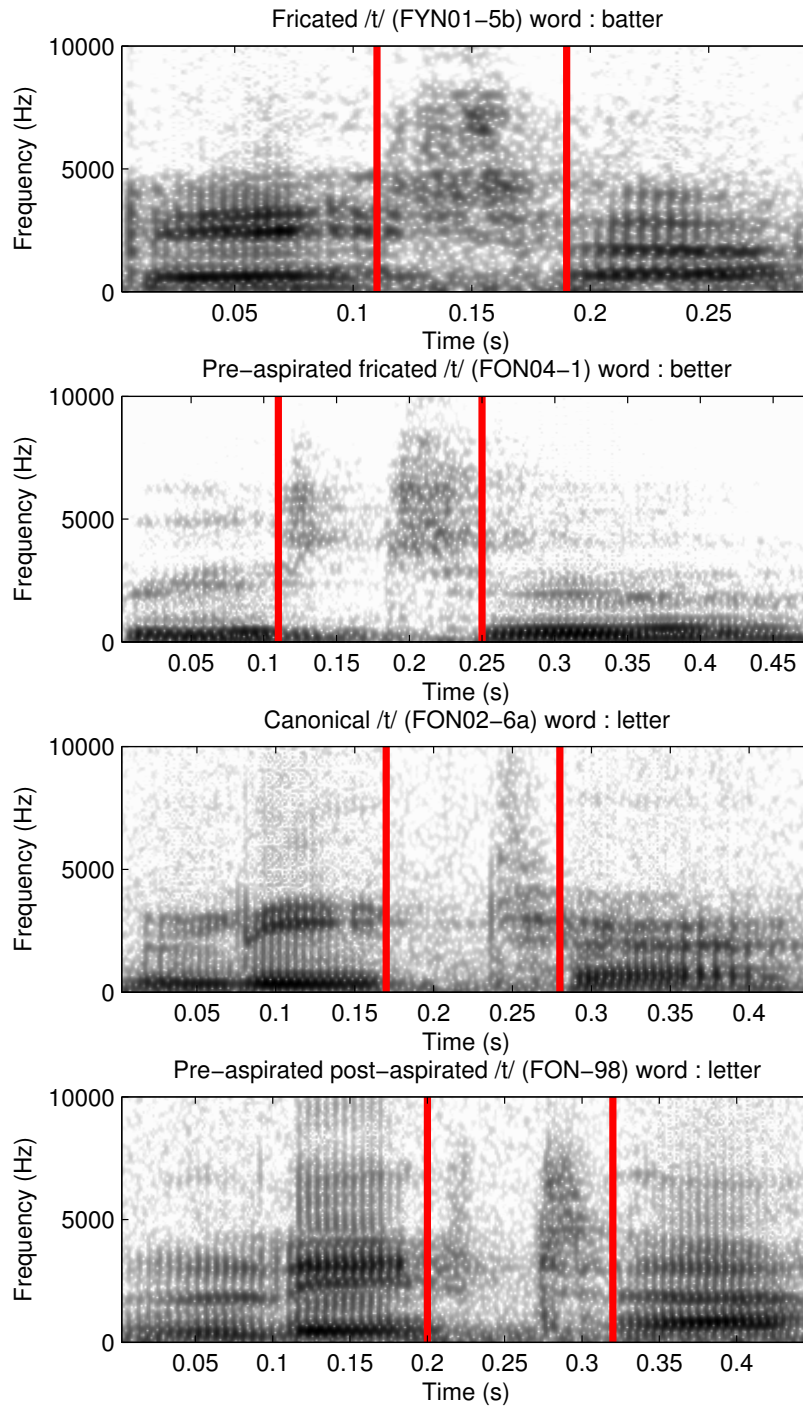 Fricated /t/ (FYN01−5b) word : batter
10000
5000
0
Frequency (Hz)
0.05 0.1 0.15 0.2 0.25
Time (s)
Pre−aspirated fricated /t/ (FON04−1) word : better
10000
5000
0
Frequency (Hz)
0.05 0.1 0.15 0.2 0.25 0.3 0.35 0.4 0.45
Time (s)
Canonical /t/ (FON02−6a) word : letter
10000
5000
0
Frequency (Hz)
0.05 0.1 0.15 0.2 0.25 0.3 0.35 0.4
Time (s)
Pre−aspirated post−aspirated /t/ (FON−98) word : letter
10000
5000
0
Frequency (Hz)
0.05 0.1 0.15 0.2 0.25 0.3 0.35 0.4
Time (s)